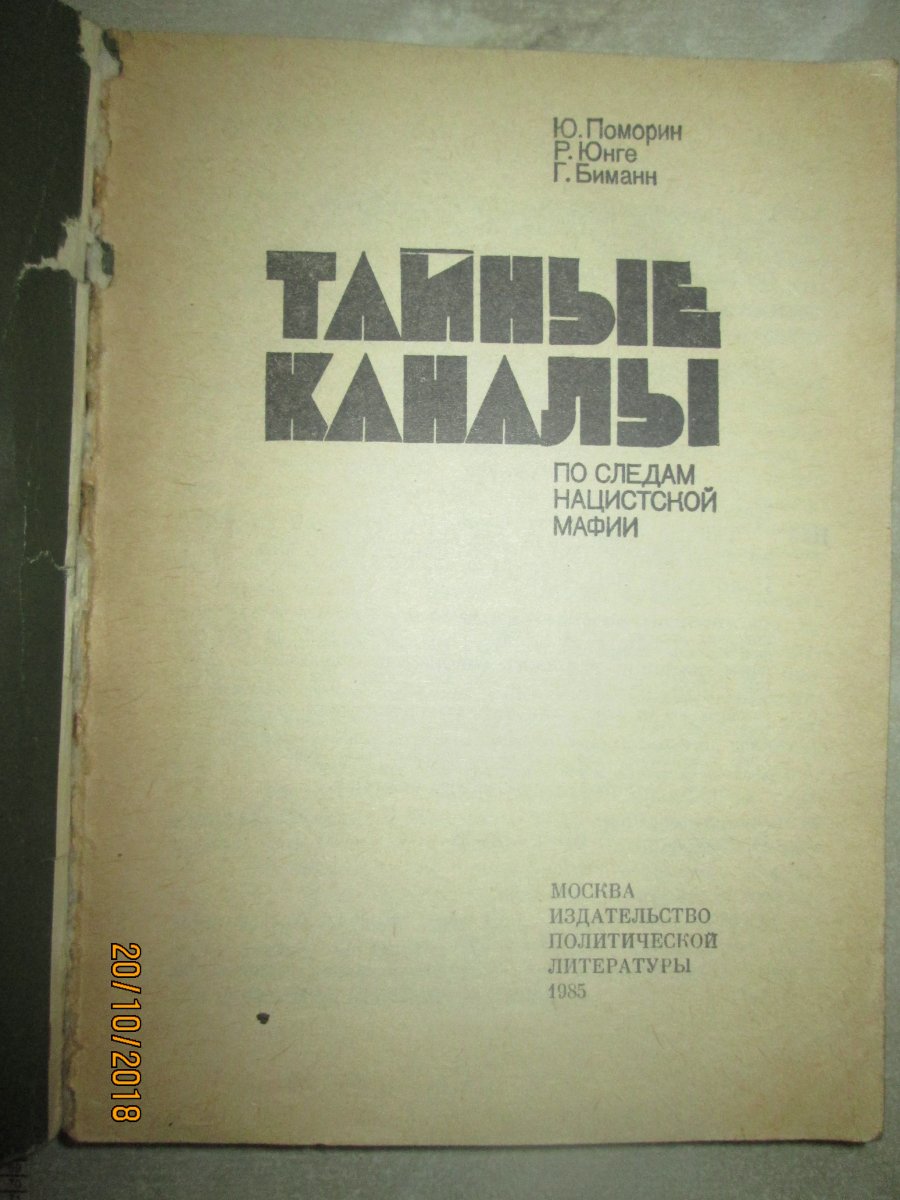 Ю. Поморин
Р. Юнге
Г. Биманн
ТАЙНЫЕ
КАНАЛЫ
ПО СЛЕДАМ
НАЦИСТСКОЙ
МАФИИ
МОСКВА
ИЗДАТЕЛЬСТВО
ПОЛИТИЧЕСКОЙ
ЛИТЕРАТУРЫ
1985
20/10/2018